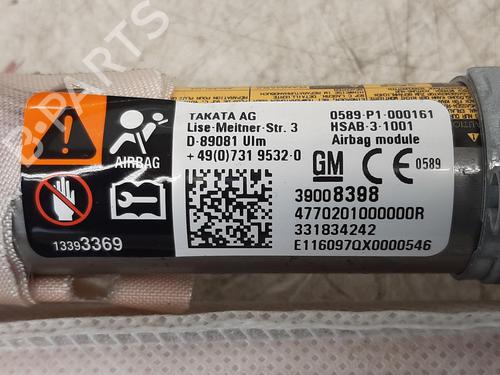 TAKATA AG
Lise-Meitner-Str. 3
D-89081 Ulm
+49(0)731 9532-0
0589-P1-000161
HSAB-3-1001
Airbag module
GM CE 0589
AIRBAG
39008398
4770201000000R
331834242
E116097QX0000546
13393369
B-PARTS